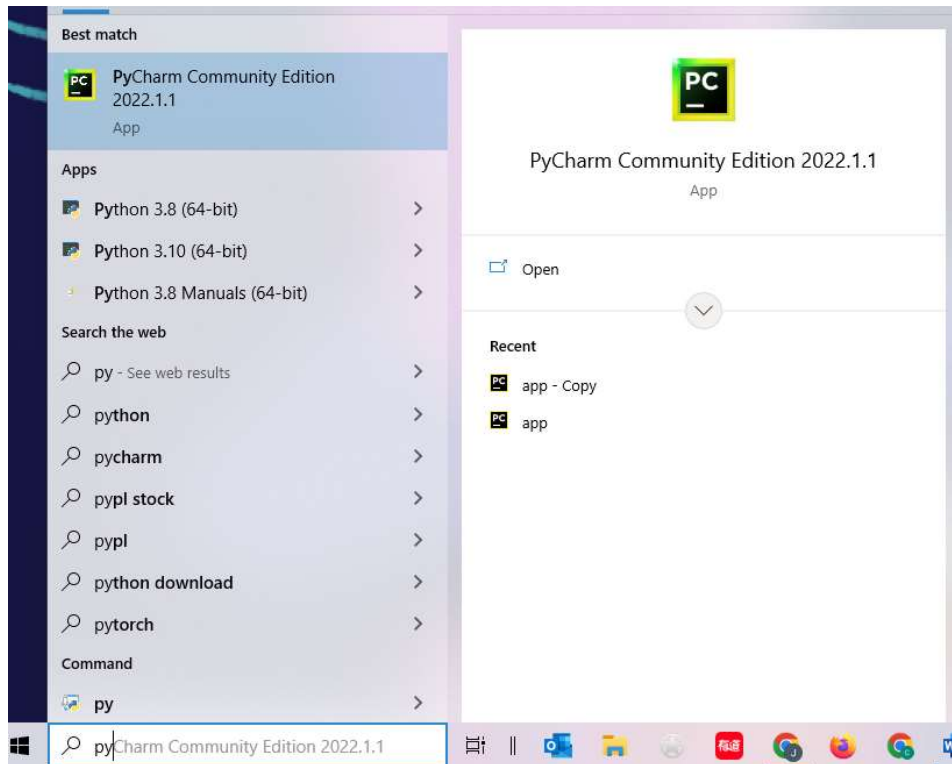 Best match
PyCharm Community Edition
2022.1.1
App
Apps
Python 3.8 (64-bit)
Python 3.10 (64-bit)
Python 3.8 Manuals (64-bit)
Search the web
py - See web results
python
pycharm
pypl stock
pypl
python download
pytorch
Command
py
pyCharm Community Edition 2022.1.1
PC
PyCharm Community Edition 2022.1.1
App
Open
Recent
app - Copy
app
有道